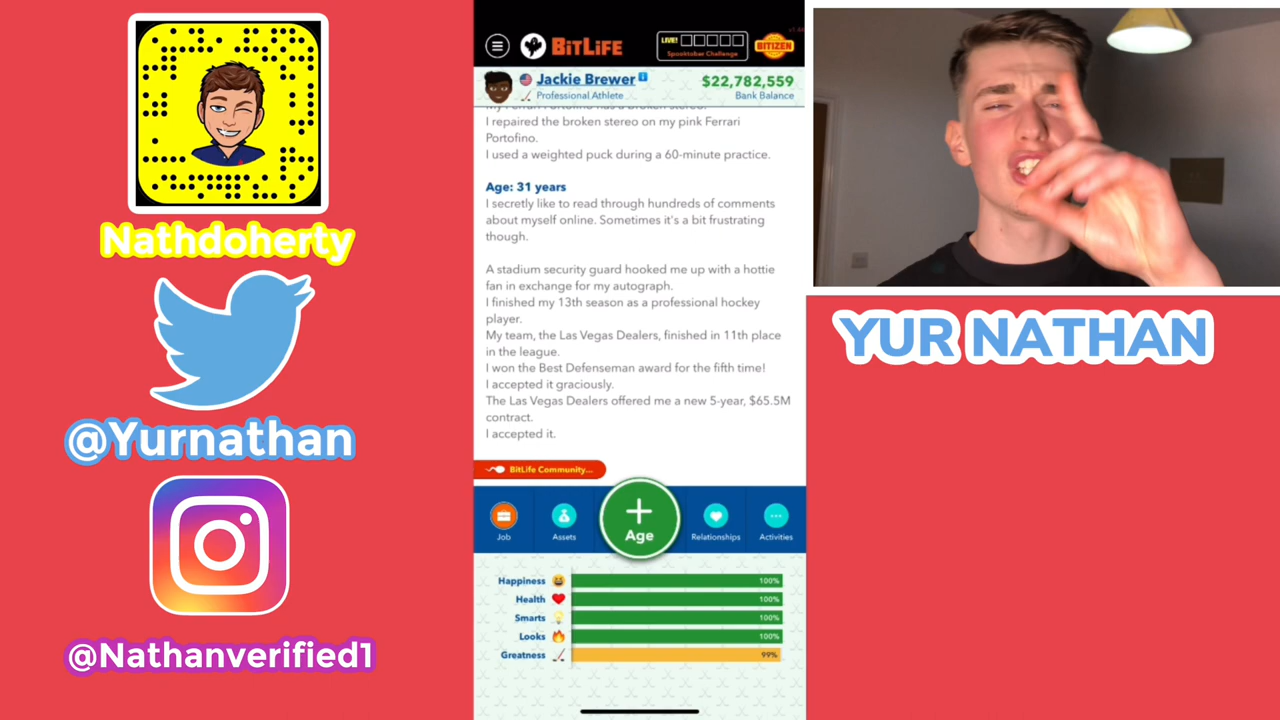 Nathdoherty
@Yurnathan
@Nathanverified1
BITLIFE
LIVE!
Spooktober Challenge
BITIZEN
Jackie Brewer
Professional Athlete
$22,782,559
Bank Balance
My Ferrari Portofino has a broken stereo.
I repaired the broken stereo on my pink Ferrari
Portofino.
I used a weighted puck during a 60-minute practice.
Age: 31 years
I secretly like to read through hundreds of comments
about myself online. Sometimes it's a bit frustrating
though.
A stadium security guard hooked me up with a hottie
fan in exchange for my autograph.
I finished my 13th season as a professional hockey
player.
My team, the Las Vegas Dealers, finished in 11th place
in the league.
I won the Best Defenseman award for the fifth time!
I accepted it graciously.
The Las Vegas Dealers offered me a new 5-year, $65.5M
contract.
I accepted it.
BitLife Community...
Job
Assets
+
Age
Relationships
Activities
Happiness 100%
Health 100%
Smarts 100%
Looks 100%
Greatness 99%
YUR NATHAN